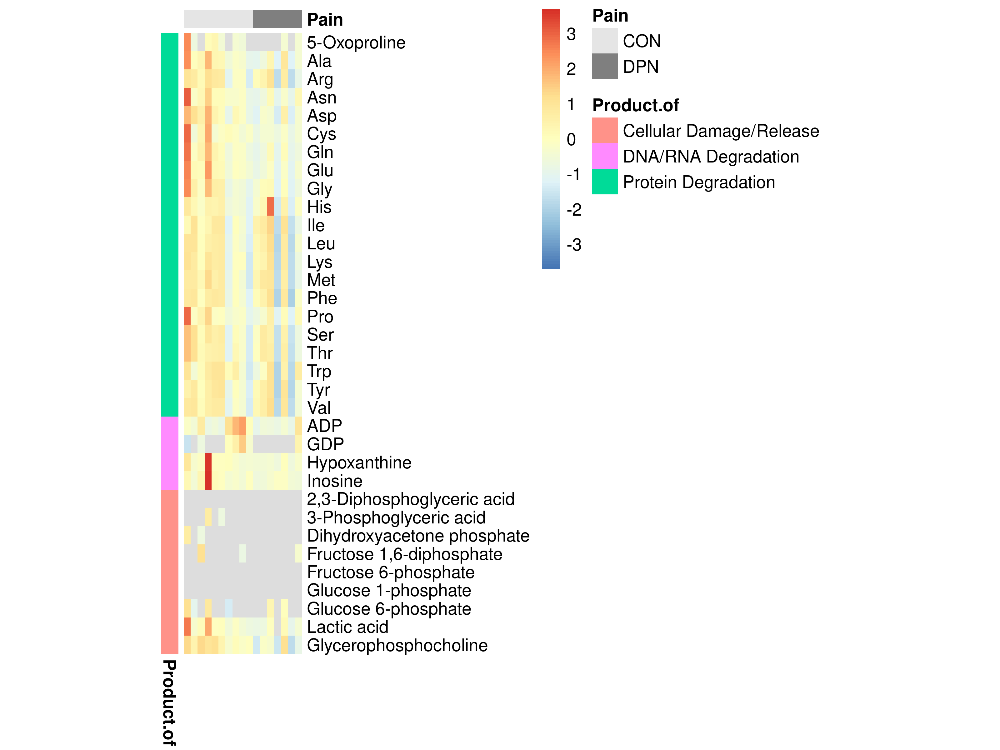 Pain
5-Oxoproline
Ala
Arg
Asn
Asp
Cys
Gln
Glu
Gly
His
Ile
Leu
Lys
Met
Phe
Pro
Ser
Thr
Trp
Tyr
Val
ADP
GDP
Hypoxanthine
Inosine
2,3-Diphosphoglyceric acid
3-Phosphoglyceric acid
Dihydroxyacetone phosphate
Fructose 1,6-diphosphate
Fructose 6-phosphate
Glucose 1-phosphate
Glucose 6-phosphate
Lactic acid
Glycerophosphocholine
Product.of
3
2
1
0
-1
-2
-3
Pain
CON
DPN
Product.of
Cellular Damage/Release
DNA/RNA Degradation
Protein Degradation